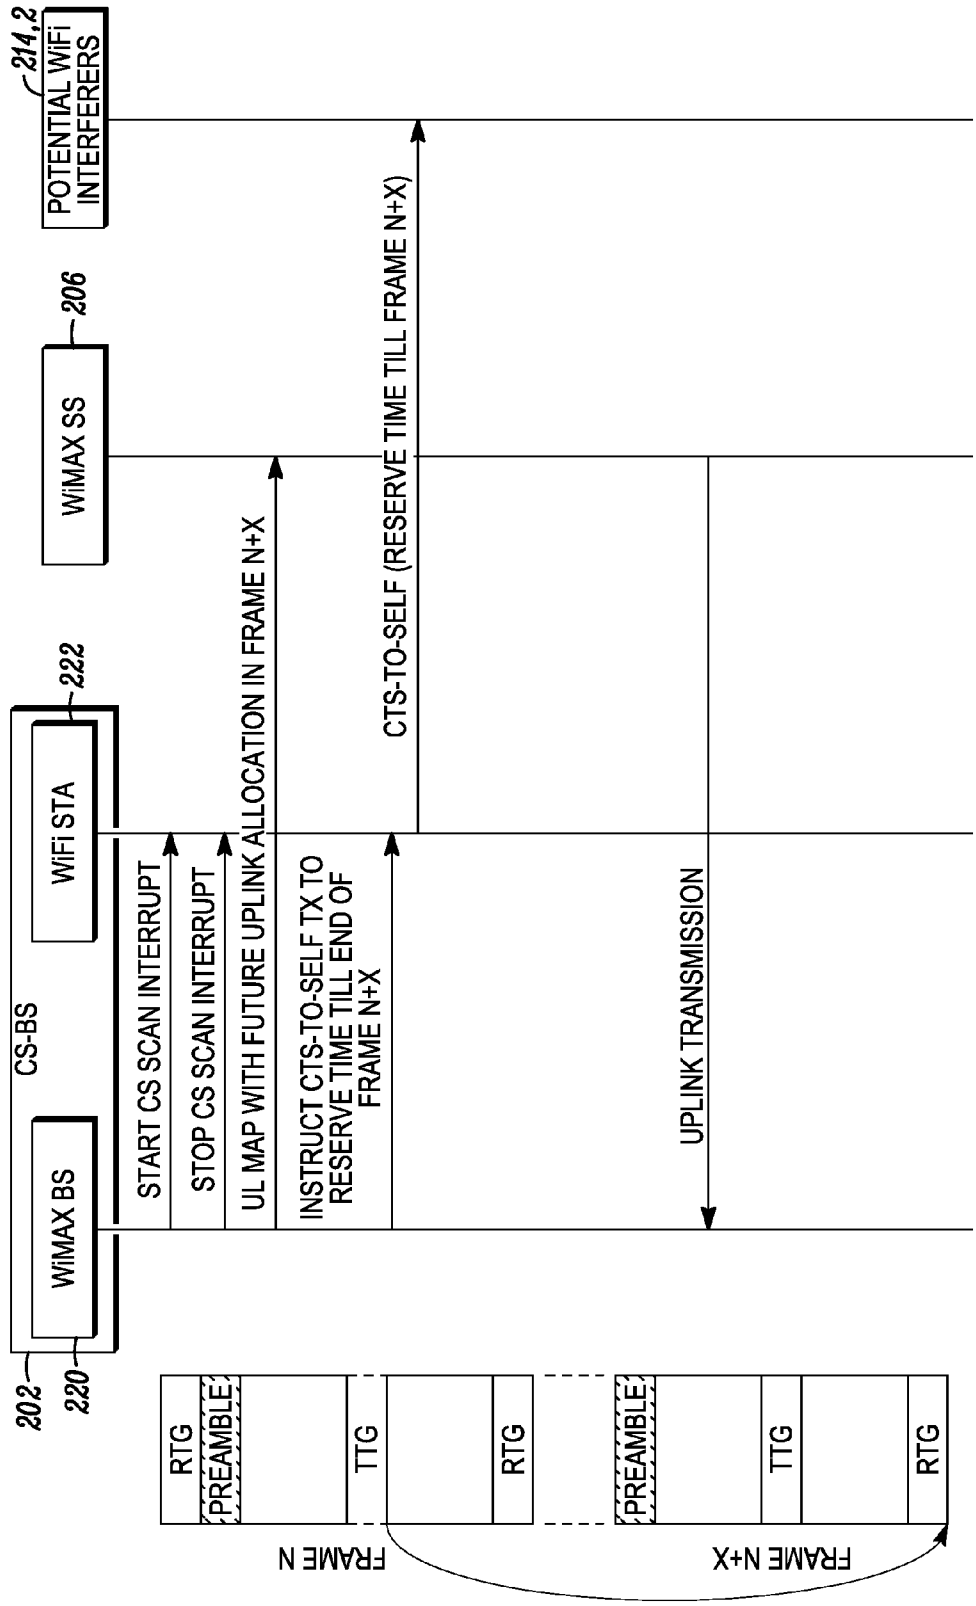 202
CS-BS
220
WiMAX BS
WiFi STA
222
WiMAX SS
206
POTENTIAL WiFi
INTERFERERS
214,2
START CS SCAN INTERRUPT
STOP CS SCAN INTERRUPT
UL MAP WITH FUTURE UPLINK ALLOCATION IN FRAME N+X
INSTRUCT CTS-TO-SELF TX TO
RESERVE TIME TILL END OF
FRAME N+X
CTS-TO-SELF (RESERVE TIME TILL FRAME N+X)
UPLINK TRANSMISSION
RTG
PREAMBLE
TTG
RTG
PREAMBLE
TTG
RTG
FRAME N
FRAME N+X